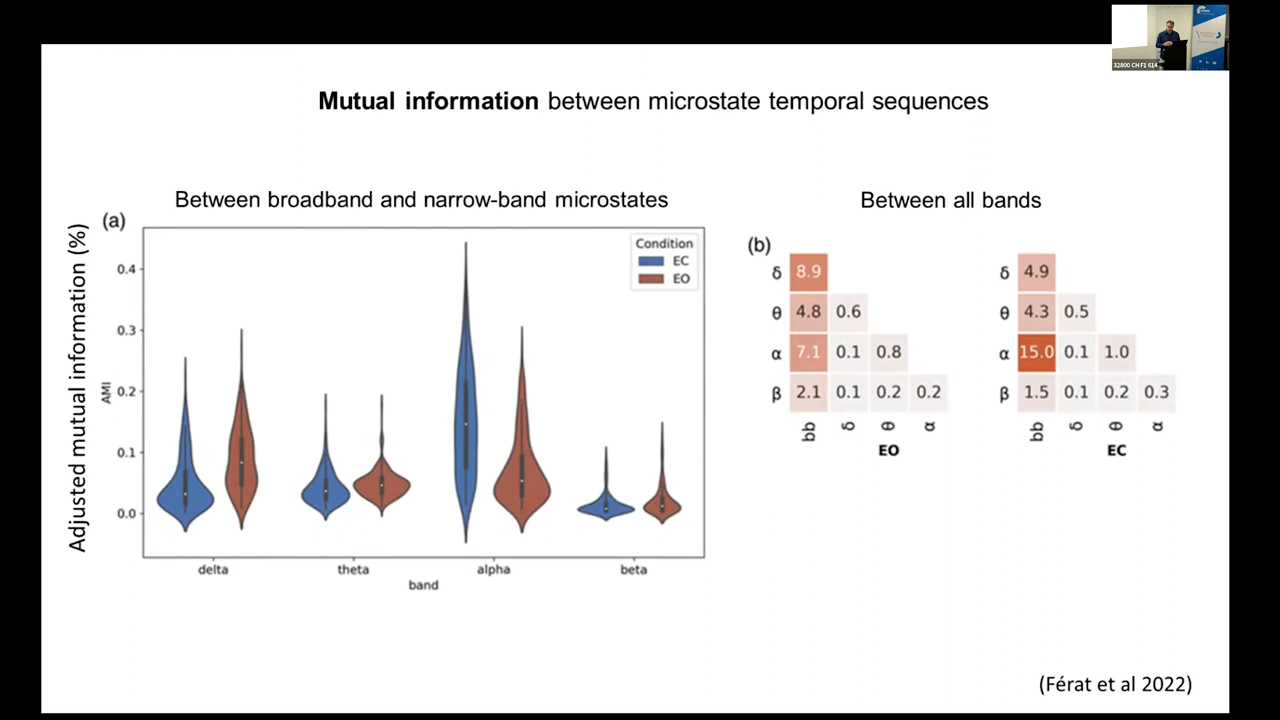 32800 CH F1 614
Mutual information between microstate temporal sequences
Between broadband and narrow-band microstates
(a)
Adjusted mutual information (%)
AMI
0.4
0.3
0.2
0.1
0.0
Condition
EC
EO
delta
theta
alpha
beta
band
Between all bands
(b)
δ 8.9
θ 4.8 0.6
α 7.1 0.1 0.8
β 2.1 0.1 0.2 0.2
bb δ θ α
EO
δ 4.9
θ 4.3 0.5
α 15.0 0.1 1.0
β 1.5 0.1 0.2 0.3
bb δ θ α
EC
(Férat et al 2022)